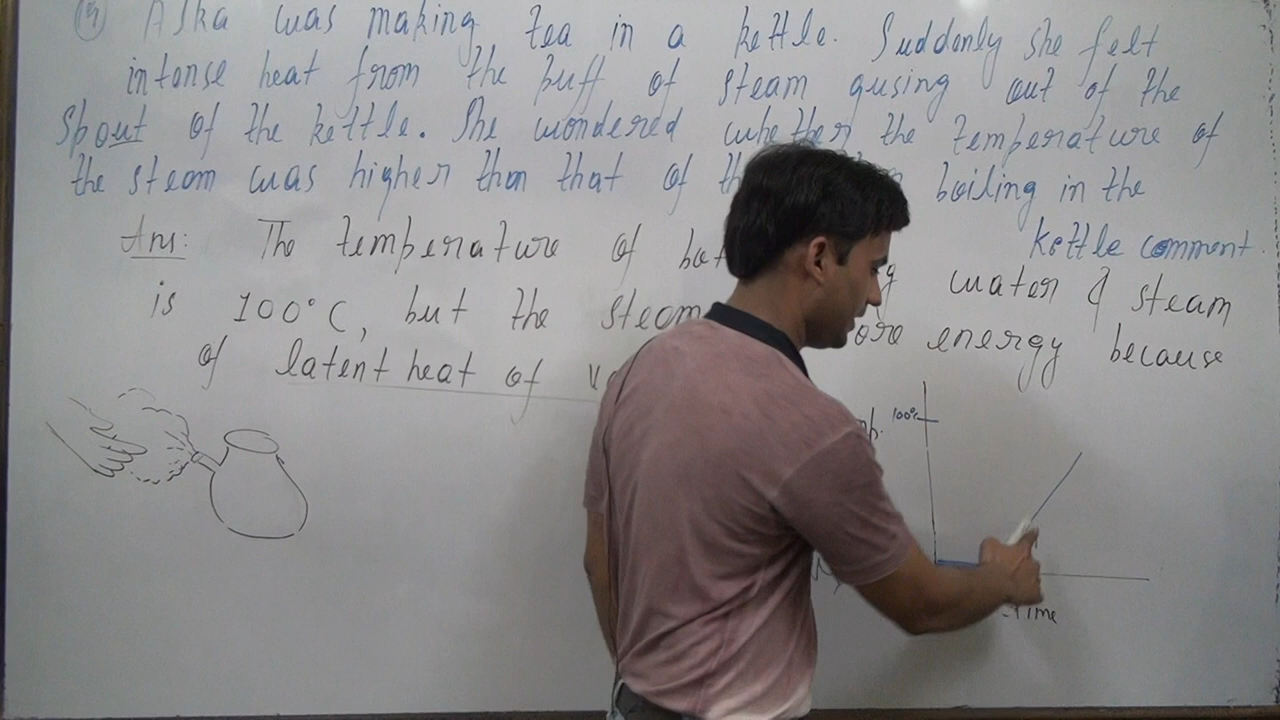 Aska was making tea in a kettle. Suddenly she felt
intense heat from the puff of steam gusing out of the
Spout of the kettle. She wondered whether the temperature of
the steam was higher than that of boiling in the
kettle comment.
Ans: The temperature of water & steam
is 100°C, but the steam energy because
of latent heat of
100°c
Time